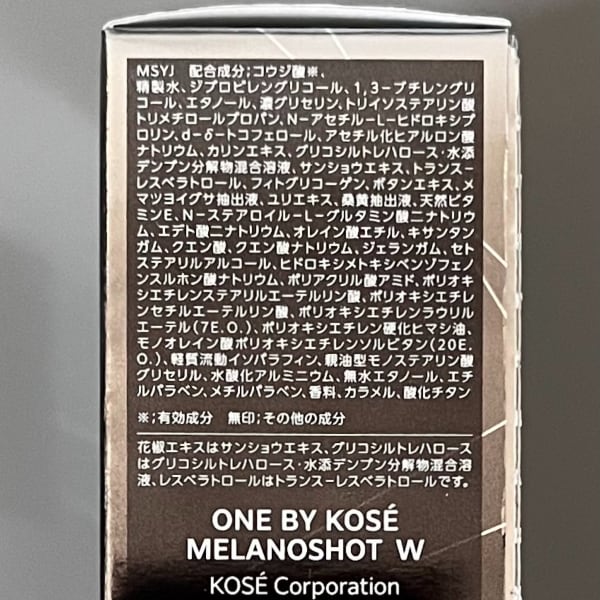 MSYJ 配合成分;コウジ酸※、
精製水、ジプロピレングリコール、1,3-ブチレングリ
コール、エタノール、濃グリセリン、トリイソステアリン酸
トリメチロールプロパン、N-アセチル-L-ヒドロキシプ
ロリン、d-δ-トコフェロール、アセチル化ヒアルロン酸
ナトリウム、カリンエキス、グリコシルトレハロース・水添
デンプン分解物混合溶液、サンショウエキス、トランス-
レスベラトロール、フィトグリコーゲン、ボタンエキス、メ
マツヨイグサ抽出液、ユリエキス、桑黄抽出液、天然ビタ
ミンE、N-ステアロイル-L-グルタミン酸二ナトリウ
ム、エデト酸二ナトリウム、オレイン酸エチル、キサンタン
ガム、クエン酸、クエン酸ナトリウム、ジェランガム、セト
ステアリルアルコール、ヒドロキシメトキシベンゾフェノ
ンスルホン酸ナトリウム、ポリアクリル酸アミド、ポリオキ
シエチレンステアリルエーテルリン酸、ポリオキシエチレ
ンセチルエーテルリン酸、ポリオキシエチレンラウリル
エーテル(7E.O.)、ポリオキシエチレン硬化ヒマシ油、
モノオレイン酸ポリオキシエチレンソルビタン(20E.
O.)、軽質流動イソパラフィン、親油型モノステアリン酸
グリセリル、水酸化アルミニウム、無水エタノール、エチ
ルパラベン、メチルパラベン、香料、カラメル、酸化チタン
※;有効成分 無印;その他の成分
花椒エキスはサンショウエキス、グリコシルトレハロース
はグリコシルトレハロース・水添デンプン分解物混合溶
液、レスベラトロールはトランス-レスベラトロールです。
ONE BY KOSÉ
MELANOSHOT W
KOSÉ Corporation